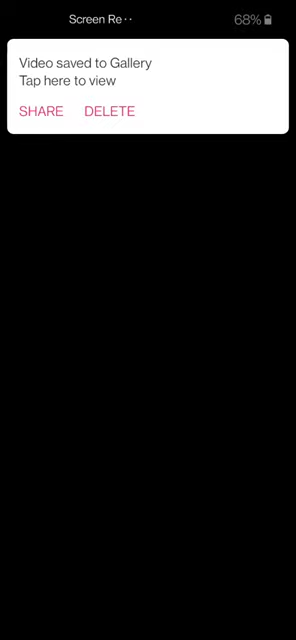 Screen Re··
68%
Video saved to Gallery
Tap here to view
SHARE DELETE